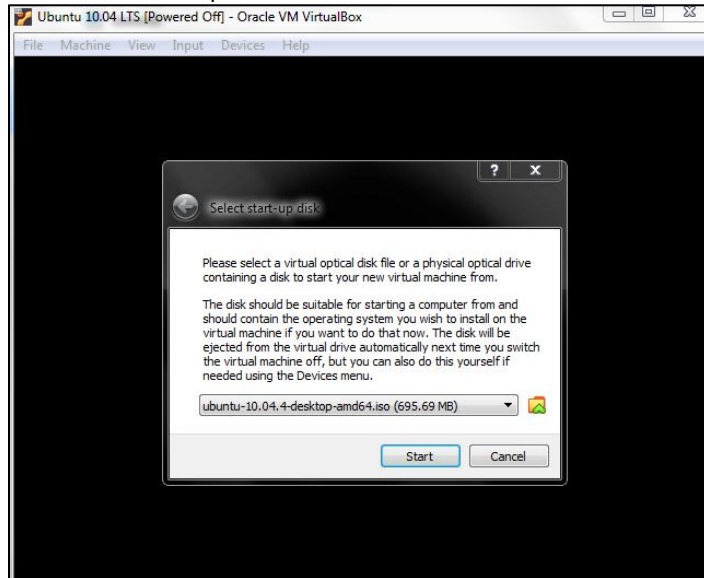 Ubuntu 10.04 LTS [Powered Off] - Oracle VM VirtualBox
File Machine View Input Devices Help
? x
Select start-up disk
Please select a virtual optical disk file or a physical optical drive
containing a disk to start your new virtual machine from.
The disk should be suitable for starting a computer from and
should contain the operating system you wish to install on the
virtual machine if you want to do that now. The disk will be
ejected from the virtual drive automatically next time you switch
the virtual machine off, but you can also do this yourself if
needed using the Devices menu.
ubuntu-10.04.4-desktop-amd64.iso (695.69 MB)
Start Cancel